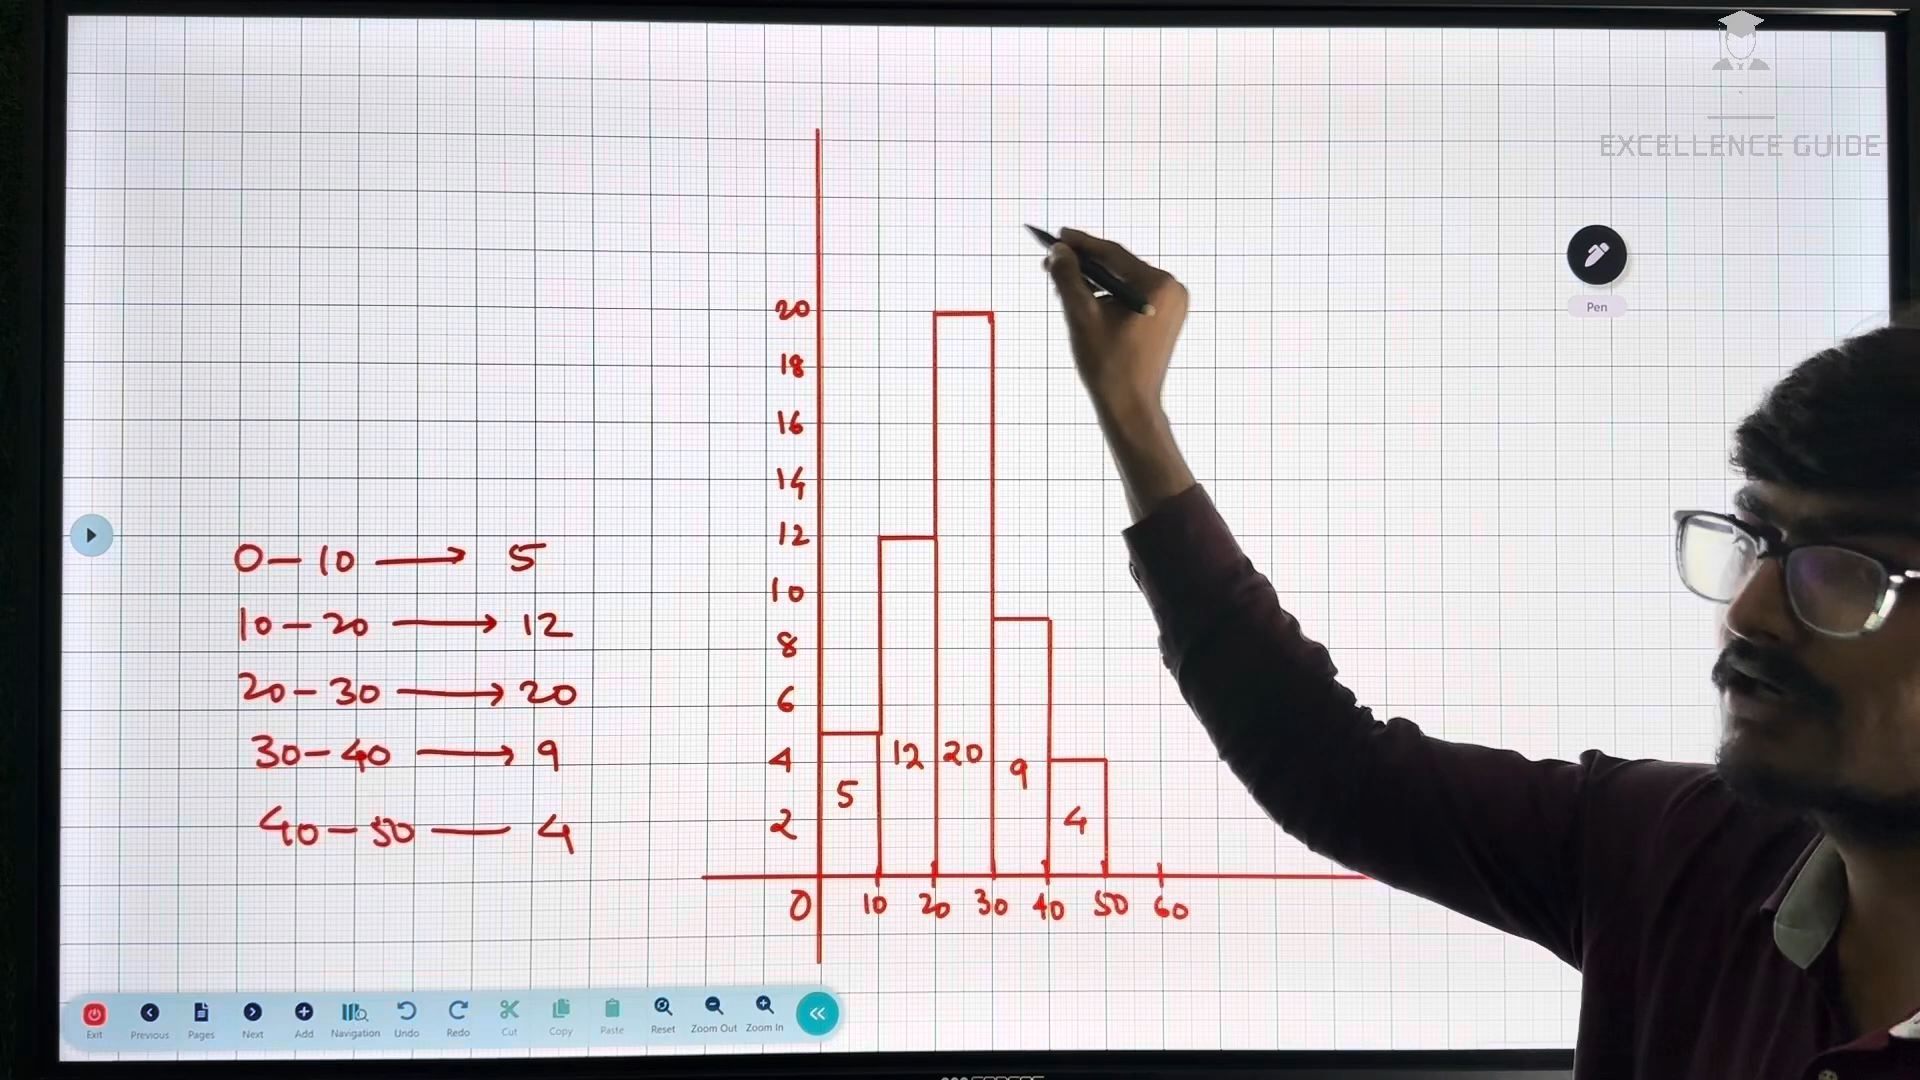 EXCELLENCE GUIDE
Pen
20
18
16
14
12
10
8
6
4
2
0 – 10 → 5
10 – 20 → 12
20 – 30 → 20
30 – 40 → 9
40 – 50 — 4
5 12 20 9 4
0 10 20 30 40 50 60
Exit Previous Pages Next Add Navigation Undo Redo Cut Copy Paste Reset Zoom Out Zoom In